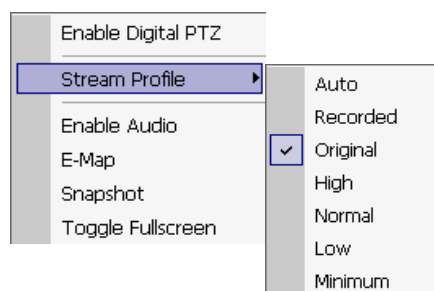 Enable Digital PTZ
Stream Profile
Enable Audio
E-Map
Snapshot
Toggle Fullscreen
Auto
Recorded
Original
High
Normal
Low
Minimum